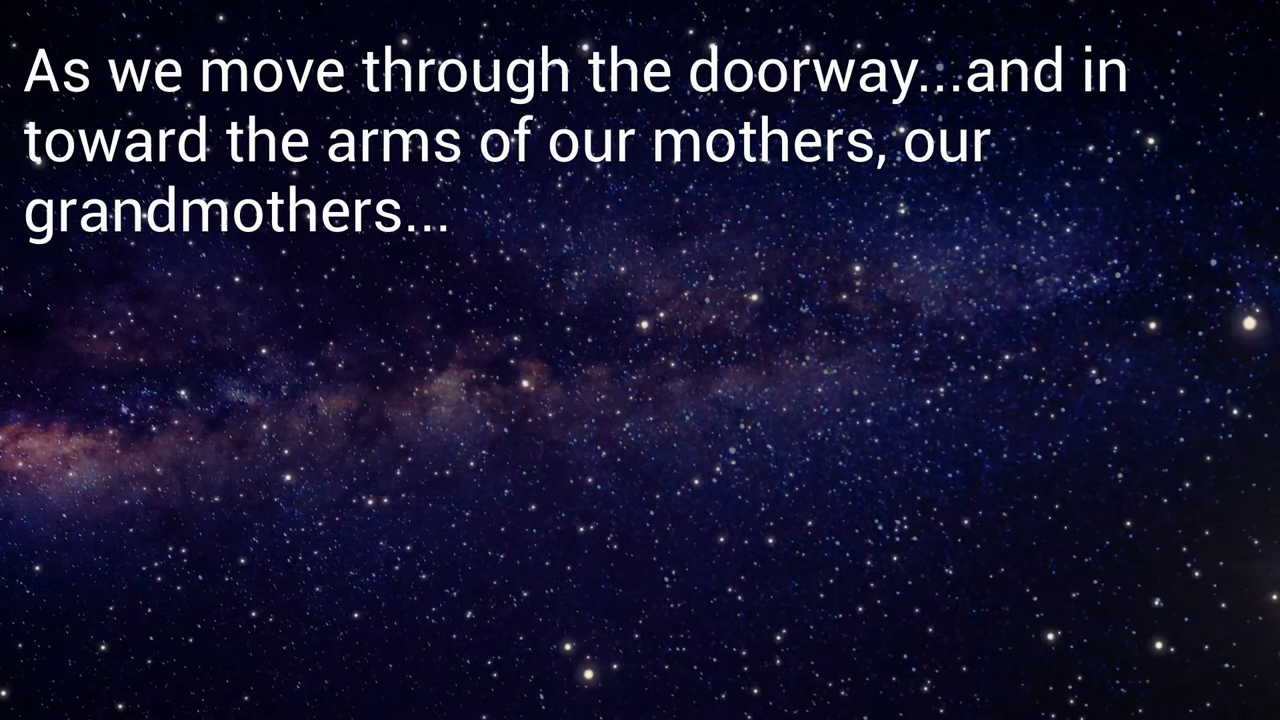 As we move through the doorway...and in
toward the arms of our mothers, our
grandmothers...